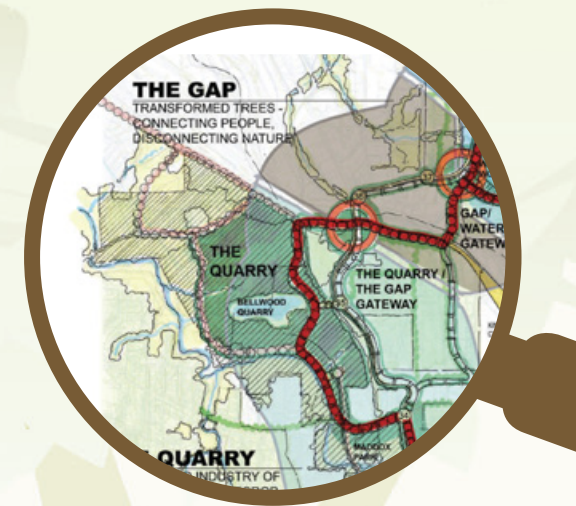 THE GAP
TRANSFORMED TREES -
CONNECTING PEOPLE,
DISCONNECTING NATURE
GAP/
WATER
GATEW
THE
QUARRY
THE QUARRY /
THE GAP
GATEWAY
BELLWOOD
QUARRY
MADDOX
PARK
QUARRY
INDUSTRY OF